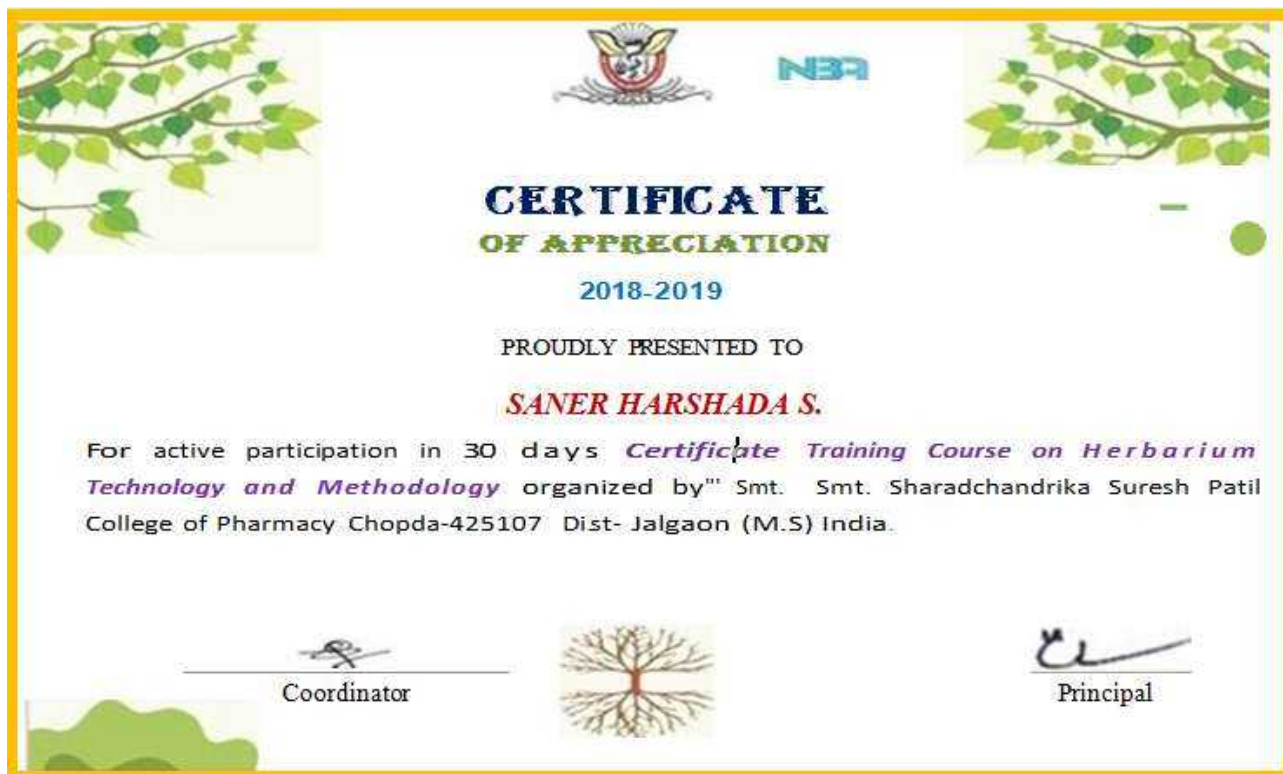 NBA
CERTIFICATE
OF APPRECIATION
2018-2019
PROUDLY PRESENTED TO
SANER HARSHADA S.
For active participation in 30 days Certificate Training Course on Herbarium
Technology and Methodology organized by"' Smt. Smt. Sharadchandrika Suresh Patil
College of Pharmacy Chopda-425107 Dist- Jalgaon (M.S) India.
Coordinator
Principal